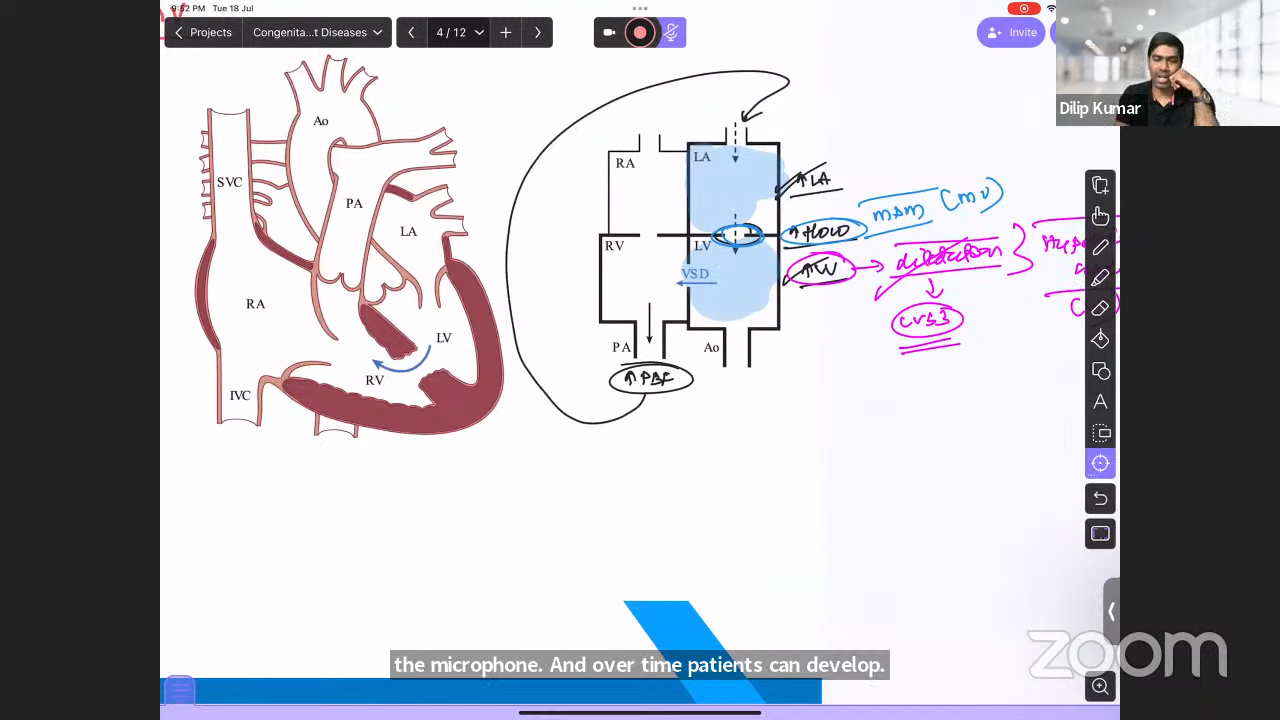 9:52 PM Tue 18 Jul
Projects
Congenita...t Diseases
4 / 12
Invite
Dilip Kumar
Ao
SVC
PA
LA
RA
LV
RV
IVC
RA
LA
RV
LV
VSD
PA
Ao
↑ LA
↑ flow
MDM (MV)
↑ LV
dilatation
LVS3
↑ PBF
A
zoom
the microphone. And over time patients can develop.